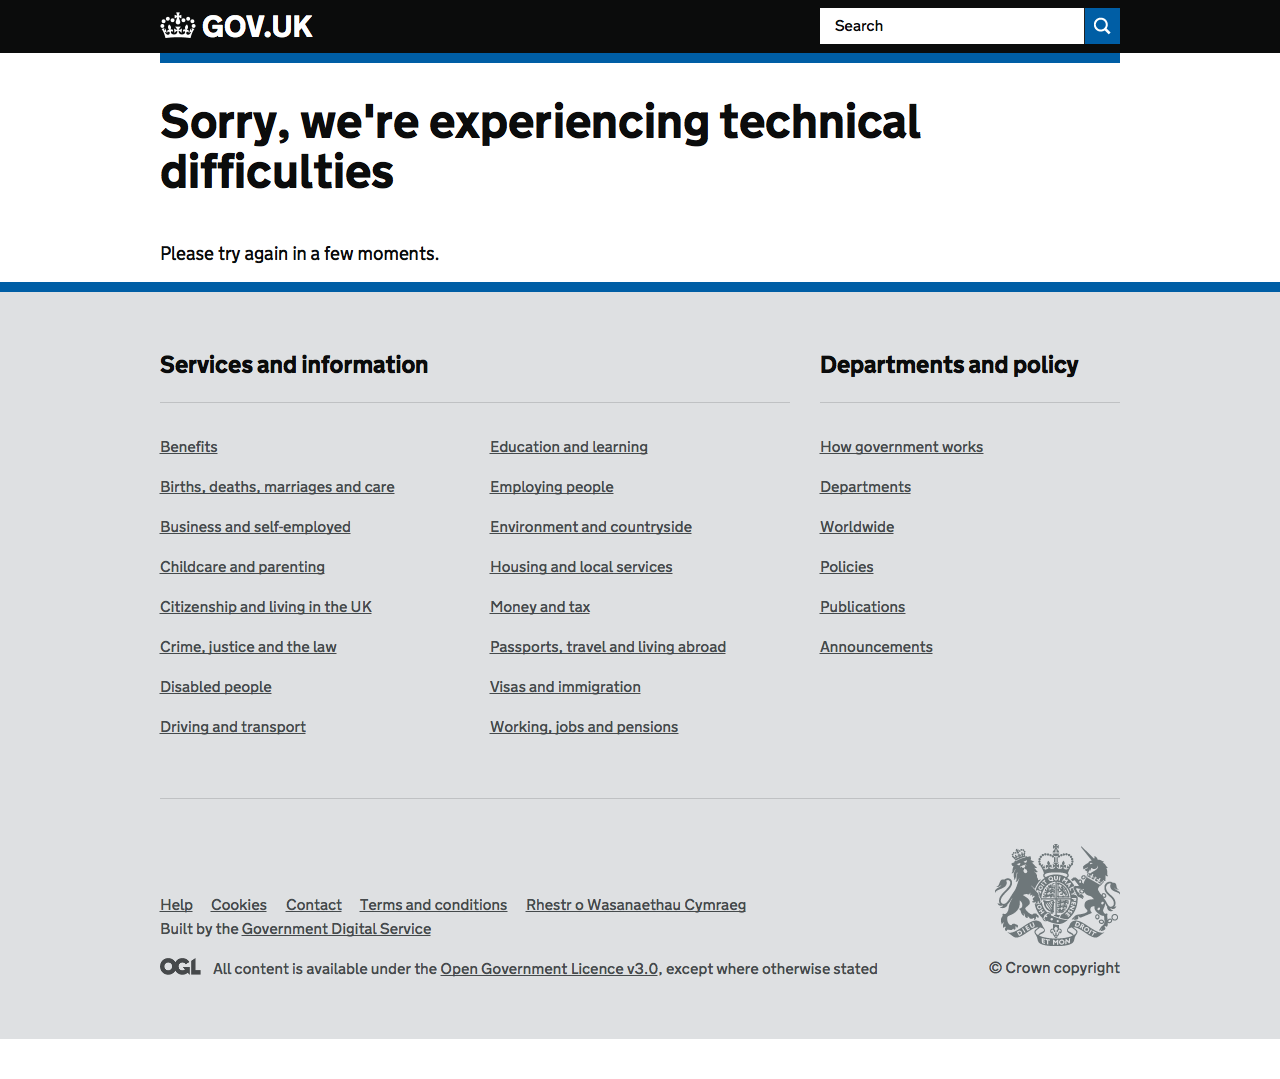 GOV.UK
Search
Sorry, we're experiencing technical
difficulties
Please try again in a few moments.
Services and information
Departments and policy
Benefits
Births, deaths, marriages and care
Business and self-employed
Childcare and parenting
Citizenship and living in the UK
Crime, justice and the law
Disabled people
Driving and transport
Education and learning
Employing people
Environment and countryside
Housing and local services
Money and tax
Passports, travel and living abroad
Visas and immigration
Working, jobs and pensions
How government works
Departments
Worldwide
Policies
Publications
Announcements
Help Cookies Contact Terms and conditions Rhestr o Wasanaethau Cymraeg
Built by the Government Digital Service
OGL All content is available under the Open Government Licence v3.0, except where otherwise stated
DIEU ET MON DROIT
© Crown copyright